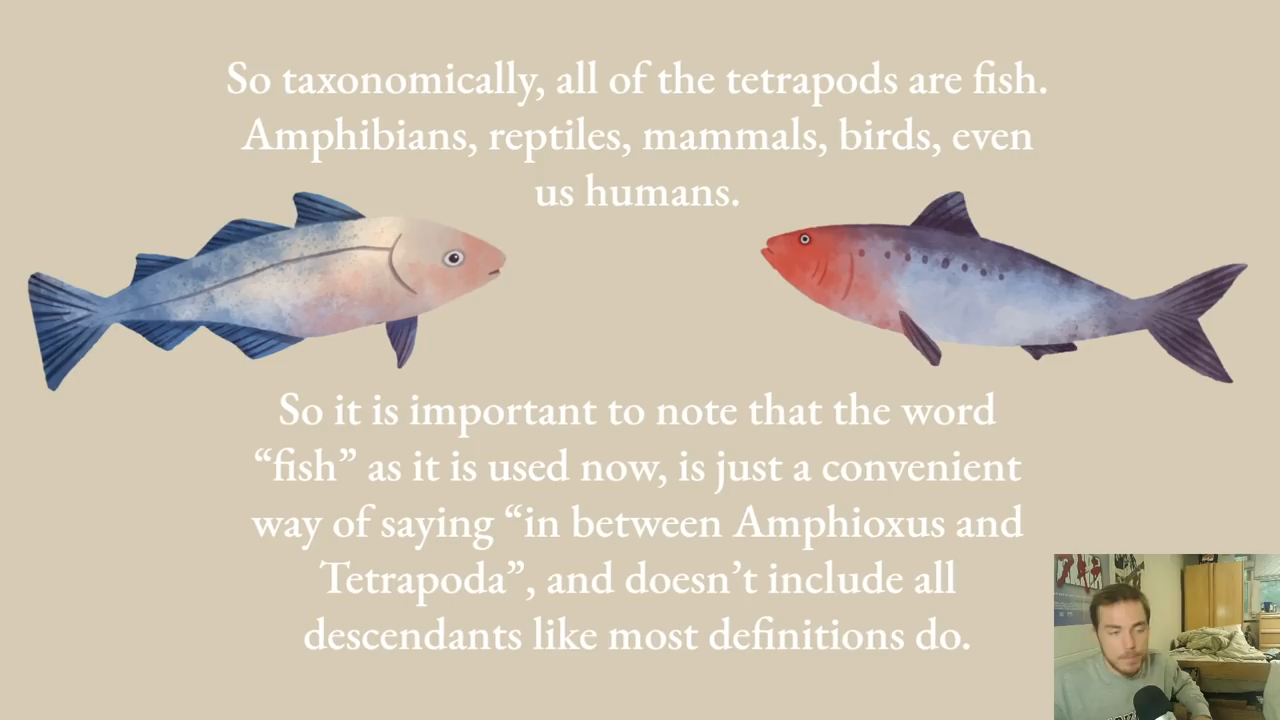 So taxonomically, all of the tetrapods are fish.
Amphibians, reptiles, mammals, birds, even
us humans.
So it is important to note that the word
“fish” as it is used now, is just a convenient
way of saying “in between Amphioxus and
Tetrapoda”, and doesn’t include all
descendants like most definitions do.